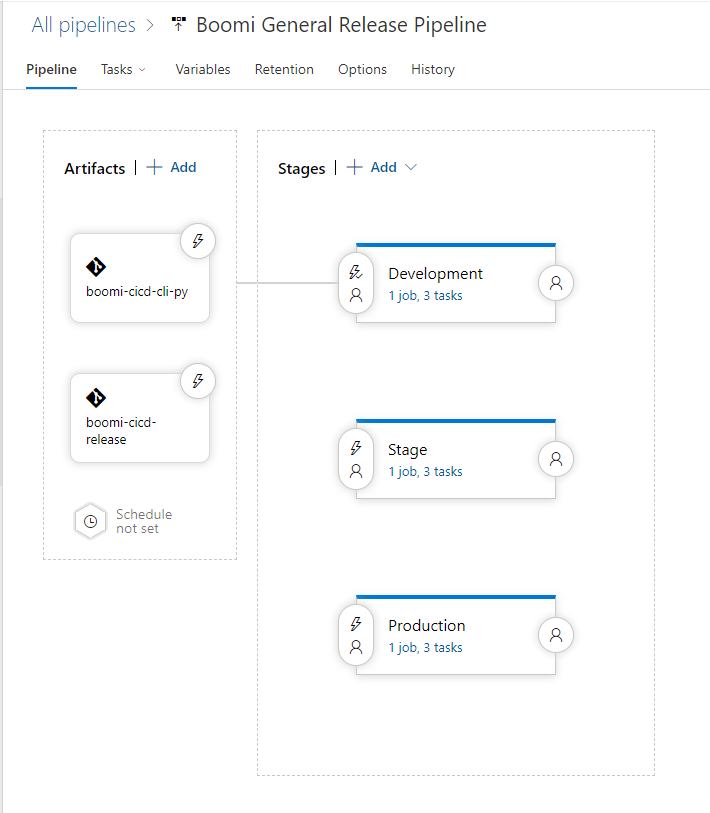 All pipelines > Boomi General Release Pipeline
Pipeline Tasks Variables Retention Options History
Artifacts | + Add
Stages | + Add
boomi-cicd-cli-py
boomi-cicd-
release
Schedule
not set
Development
1 job, 3 tasks
Stage
1 job, 3 tasks
Production
1 job, 3 tasks